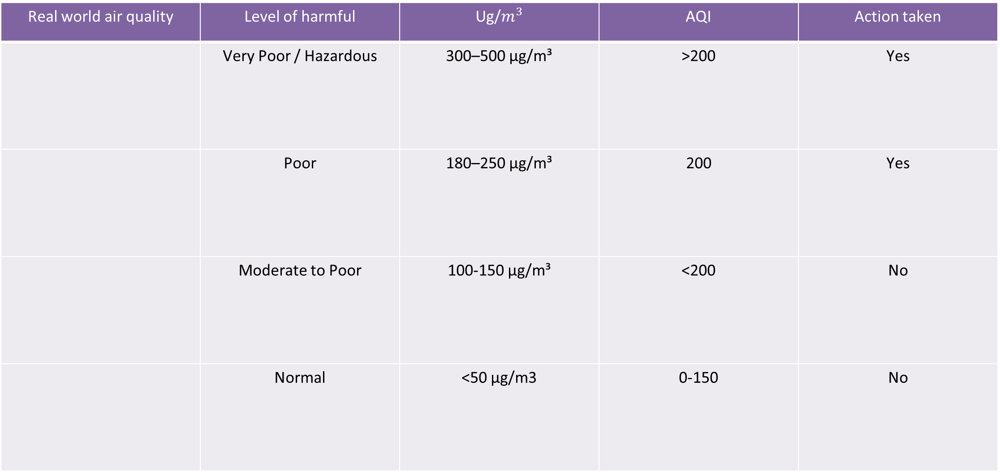 Real world air quality Level of harmful Ug/m³ AQI Action taken
Very Poor / Hazardous 300–500 µg/m³ >200 Yes
Poor 180–250 µg/m³ 200 Yes
Moderate to Poor 100-150 µg/m³ <200 No
Normal <50 µg/m3 0-150 No